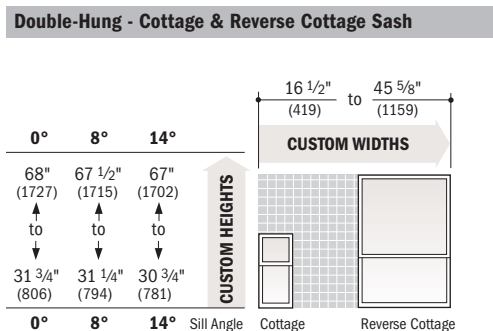 Double-Hung - Cottage & Reverse Cottage Sash
16 1/2" to 45 5/8"
(419) (1159)
CUSTOM WIDTHS
0° 8° 14°
68" 67 1/2" 67"
(1727) (1715) (1702)
to to to
31 3/4" 31 1/4" 30 3/4"
(806) (794) (781)
CUSTOM HEIGHTS
0° 8° 14° Sill Angle Cottage Reverse Cottage